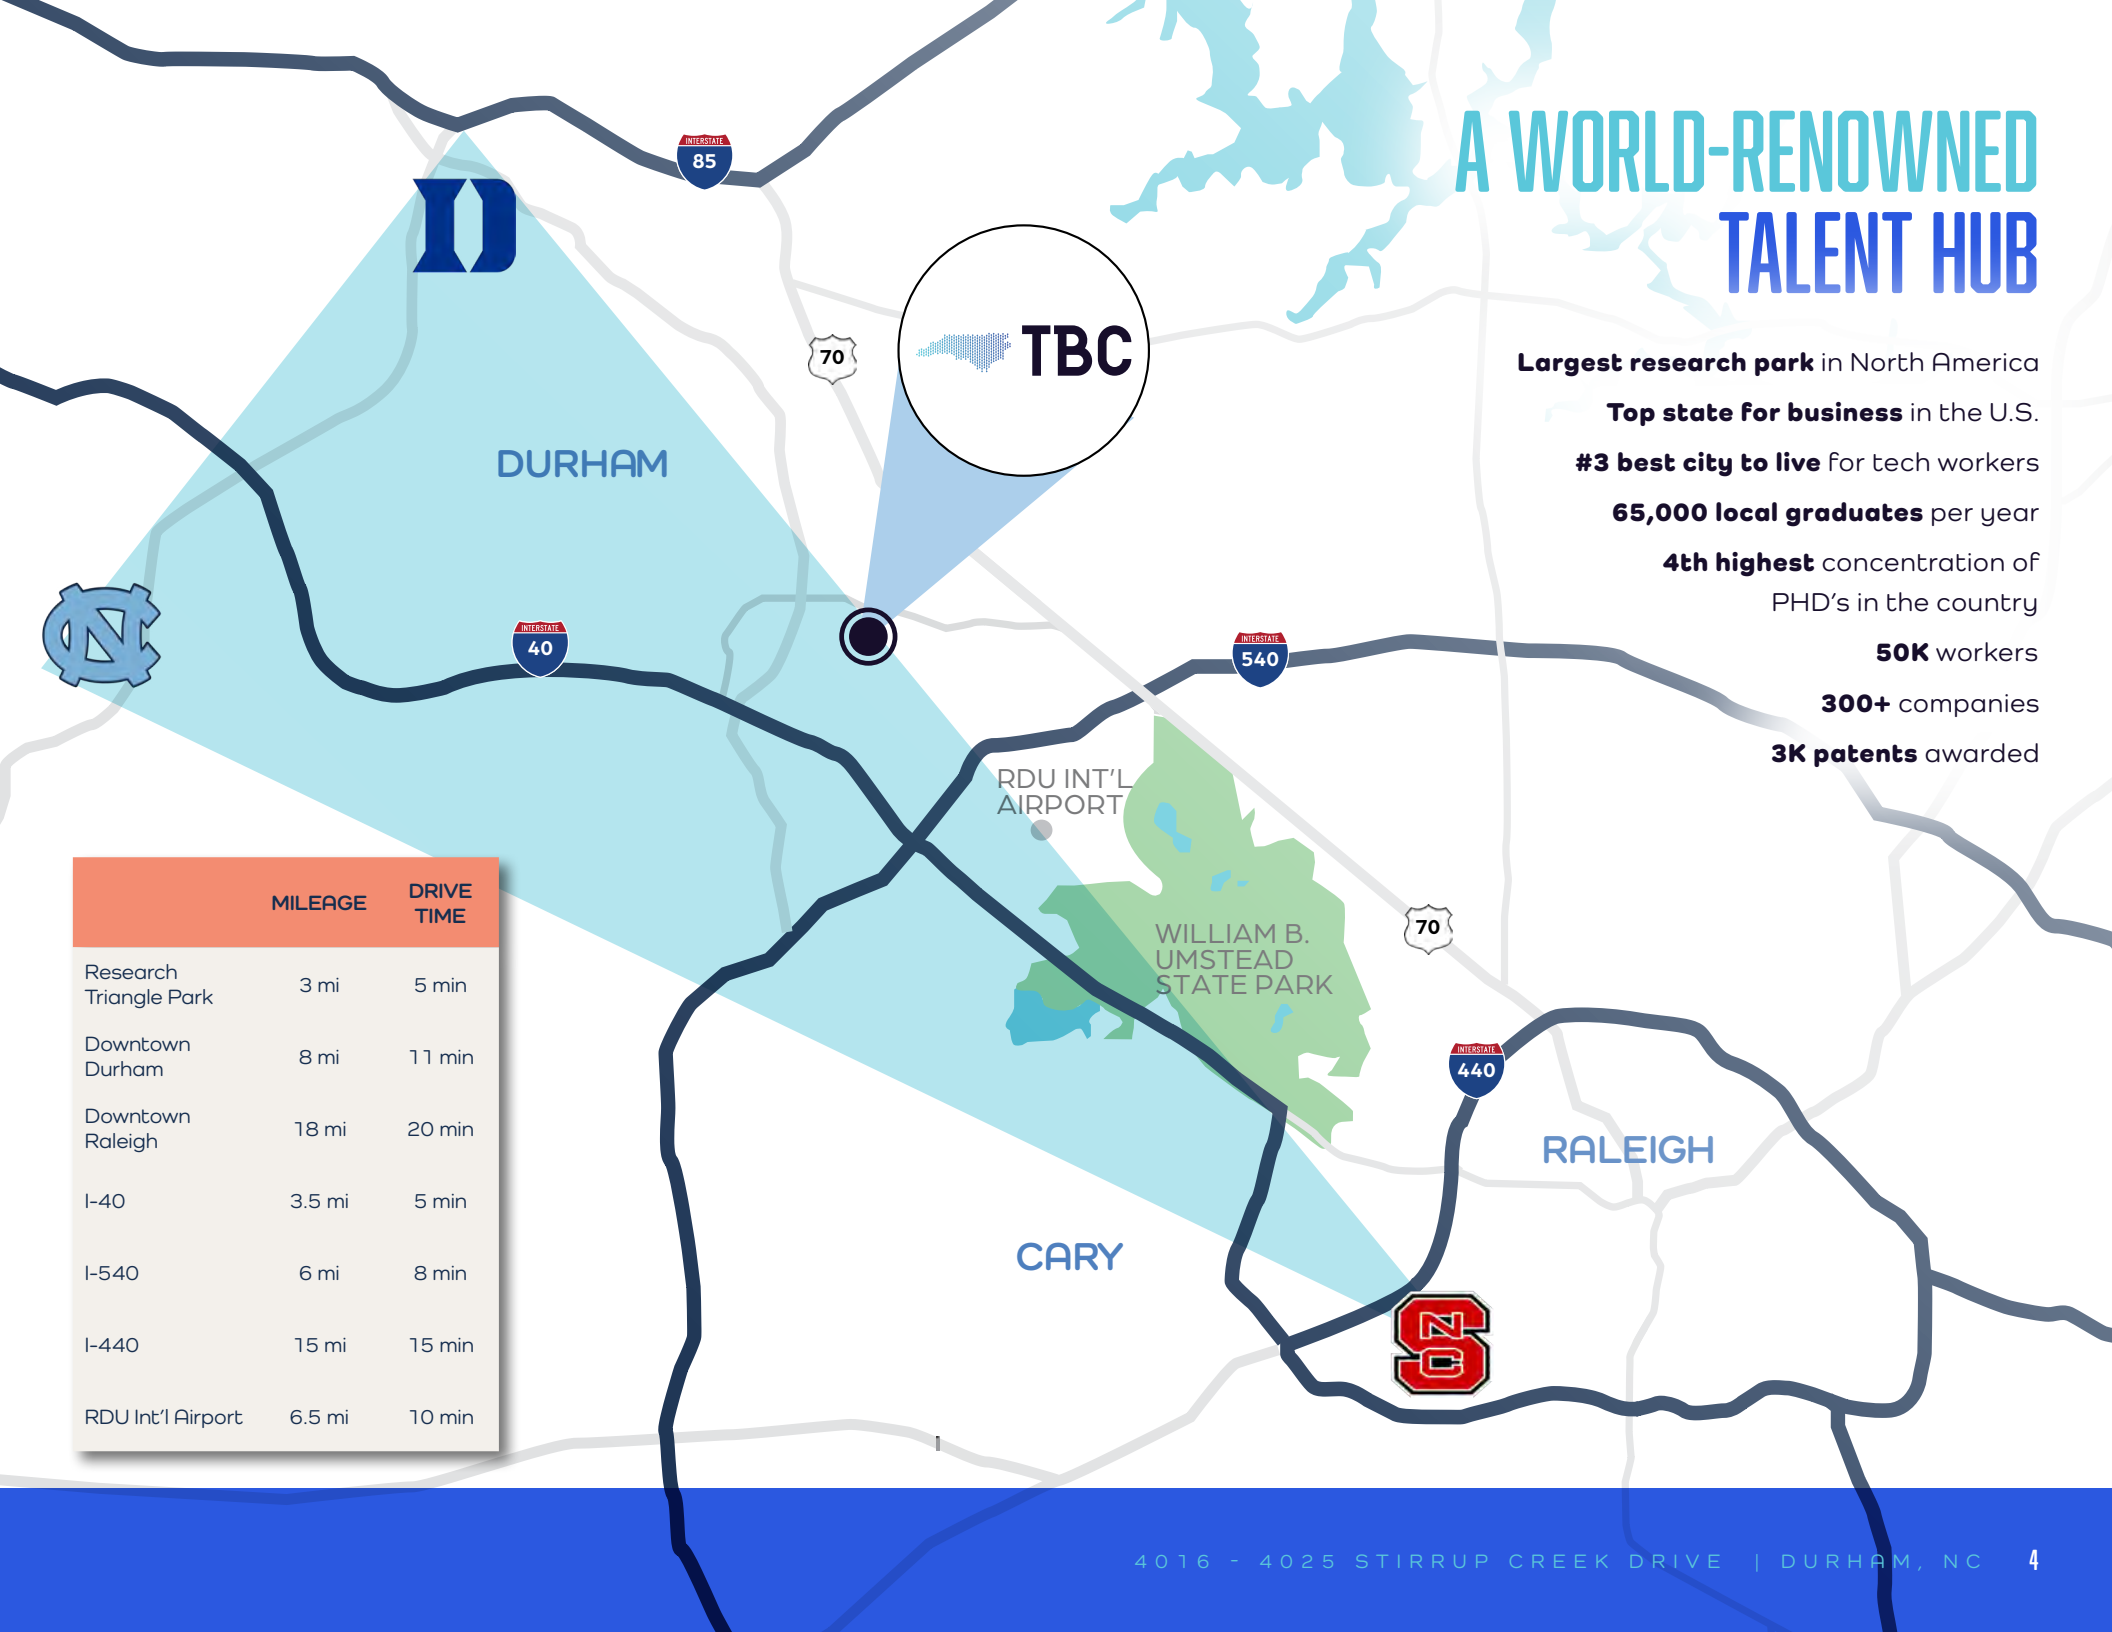 A WORLD-RENOWNED
TALENT HUB
Largest research park in North America
Top state for business in the U.S.
#3 best city to live for tech workers
65,000 local graduates per year
4th highest concentration of
PHD's in the country
50K workers
300+ companies
3K patents awarded
INTERSTATE
85
D
70
TBC
DURHAM
NC
INTERSTATE
40
INTERSTATE
540
RDU INT'L
AIRPORT
WILLIAM B.
UMSTEAD
STATE PARK
70
INTERSTATE
440
RALEIGH
CARY
NCS
MILEAGE DRIVE
TIME
Research
Triangle Park 3 mi 5 min
Downtown
Durham 8 mi 11 min
Downtown
Raleigh 18 mi 20 min
I-40 3.5 mi 5 min
I-540 6 mi 8 min
I-440 15 mi 15 min
RDU Int'l Airport 6.5 mi 10 min
4016 - 4025 STIRRUP CREEK DRIVE | DURHAM, NC 4